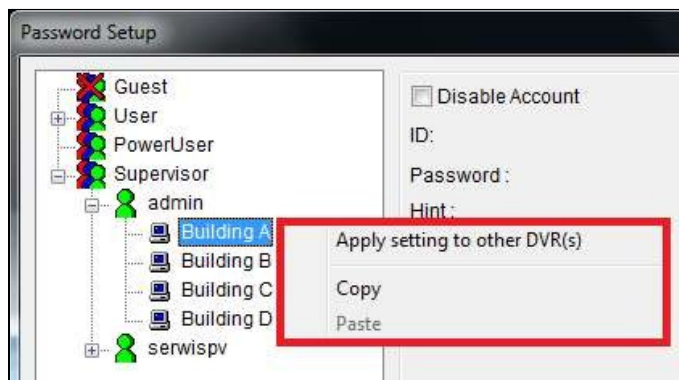 Password Setup
Guest
User
PowerUser
Supervisor
admin
Building A
Building B
Building C
Building D
serwispv
Disable Account
ID:
Password :
Hint :
Apply setting to other DVR(s)
Copy
Paste